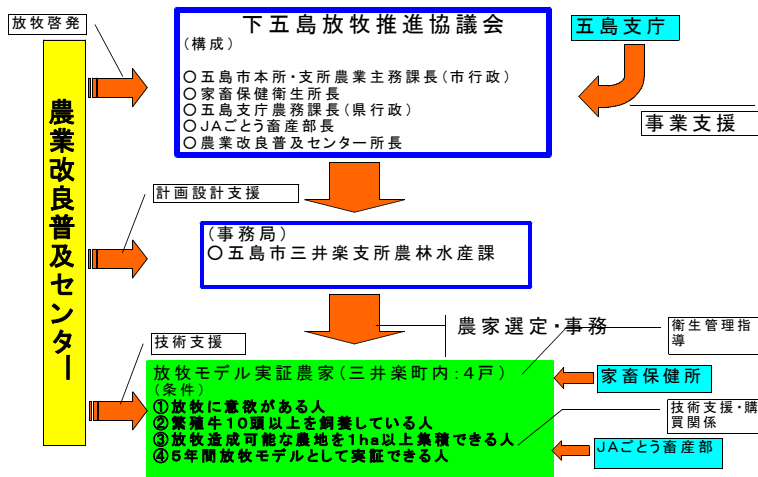 放牧啓発
下五島放牧推進協議会
(構成)
〇五島市本所・支所農業主務課長(市行政)
〇家畜保健衛生所長
〇五島支庁農務課長(県行政)
〇JAごとう畜産部長
〇農業改良普及センター所長
五島支庁
事業支援
農業改良普及センター
計画設計支援
(事務局)
〇五島市三井楽支所農林水産課
農家選定・事務
技術支援
放牧モデル実証農家(三井楽町内:4戸)
(条件)
①放牧に意欲がある人
②繁殖牛10頭以上を飼養している人
③放牧造成可能な農地を1ha以上集積できる人
④5年間放牧モデルとして実証できる人
衛生管理指
導
家畜保健所
技術支援・購
買関係
JAごとう畜産部